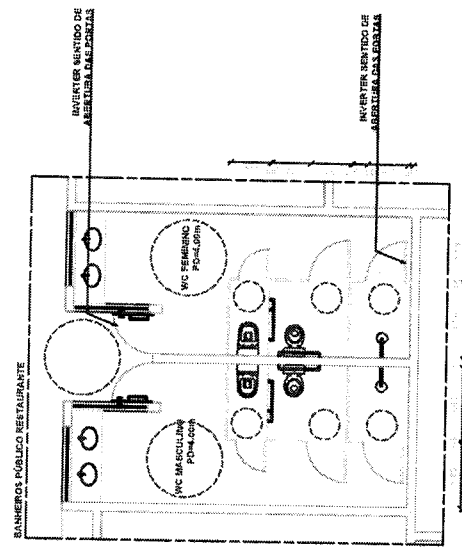 BANHEIROS PÚBLICO RESTAURANTE
INVERTER SENTIDO DE
ABERTURA DAS PORTAS
INVERTER SENTIDO DE
ABERTURA DAS PORTAS
WC FEMININO
PD=4,00m
WC MASCULINO
PD=4,00m